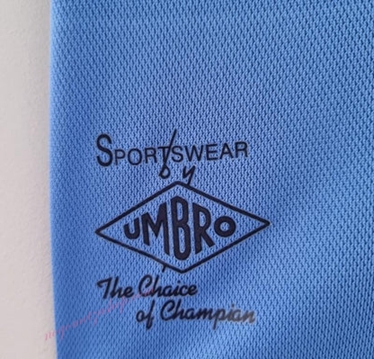 SPORTSWEAR
by
UMBRO
The Choice
of Champion